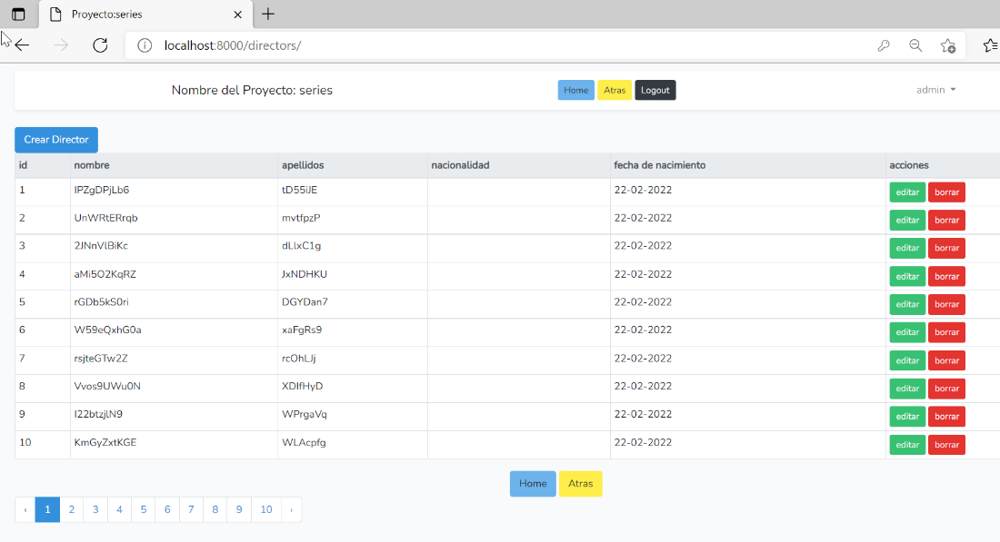 Proyecto:series
localhost:8000/directors/
Nombre del Proyecto: series Home Atras Logout admin
Crear Director
id nombre apellidos nacionalidad fecha de nacimiento acciones
1 IPZgDPjLb6 tD55iJE 22-02-2022 editar borrar
2 UnWRtERrqb mvtfpzP 22-02-2022 editar borrar
3 2JNnVlBiKc dLlxC1g 22-02-2022 editar borrar
4 aMi5O2KqRZ JxNDHKU 22-02-2022 editar borrar
5 rGDb5kS0ri DGYDan7 22-02-2022 editar borrar
6 W59eQxhG0a xaFgRs9 22-02-2022 editar borrar
7 rsjteGTw2Z rcOhLJj 22-02-2022 editar borrar
8 Vvos9UWu0N XDIfHyD 22-02-2022 editar borrar
9 I22btzjlN9 WPrgaVq 22-02-2022 editar borrar
10 KmGyZxtKGE WLAcpfg 22-02-2022 editar borrar
Home Atras
‹ 1 2 3 4 5 6 7 8 9 10 ›